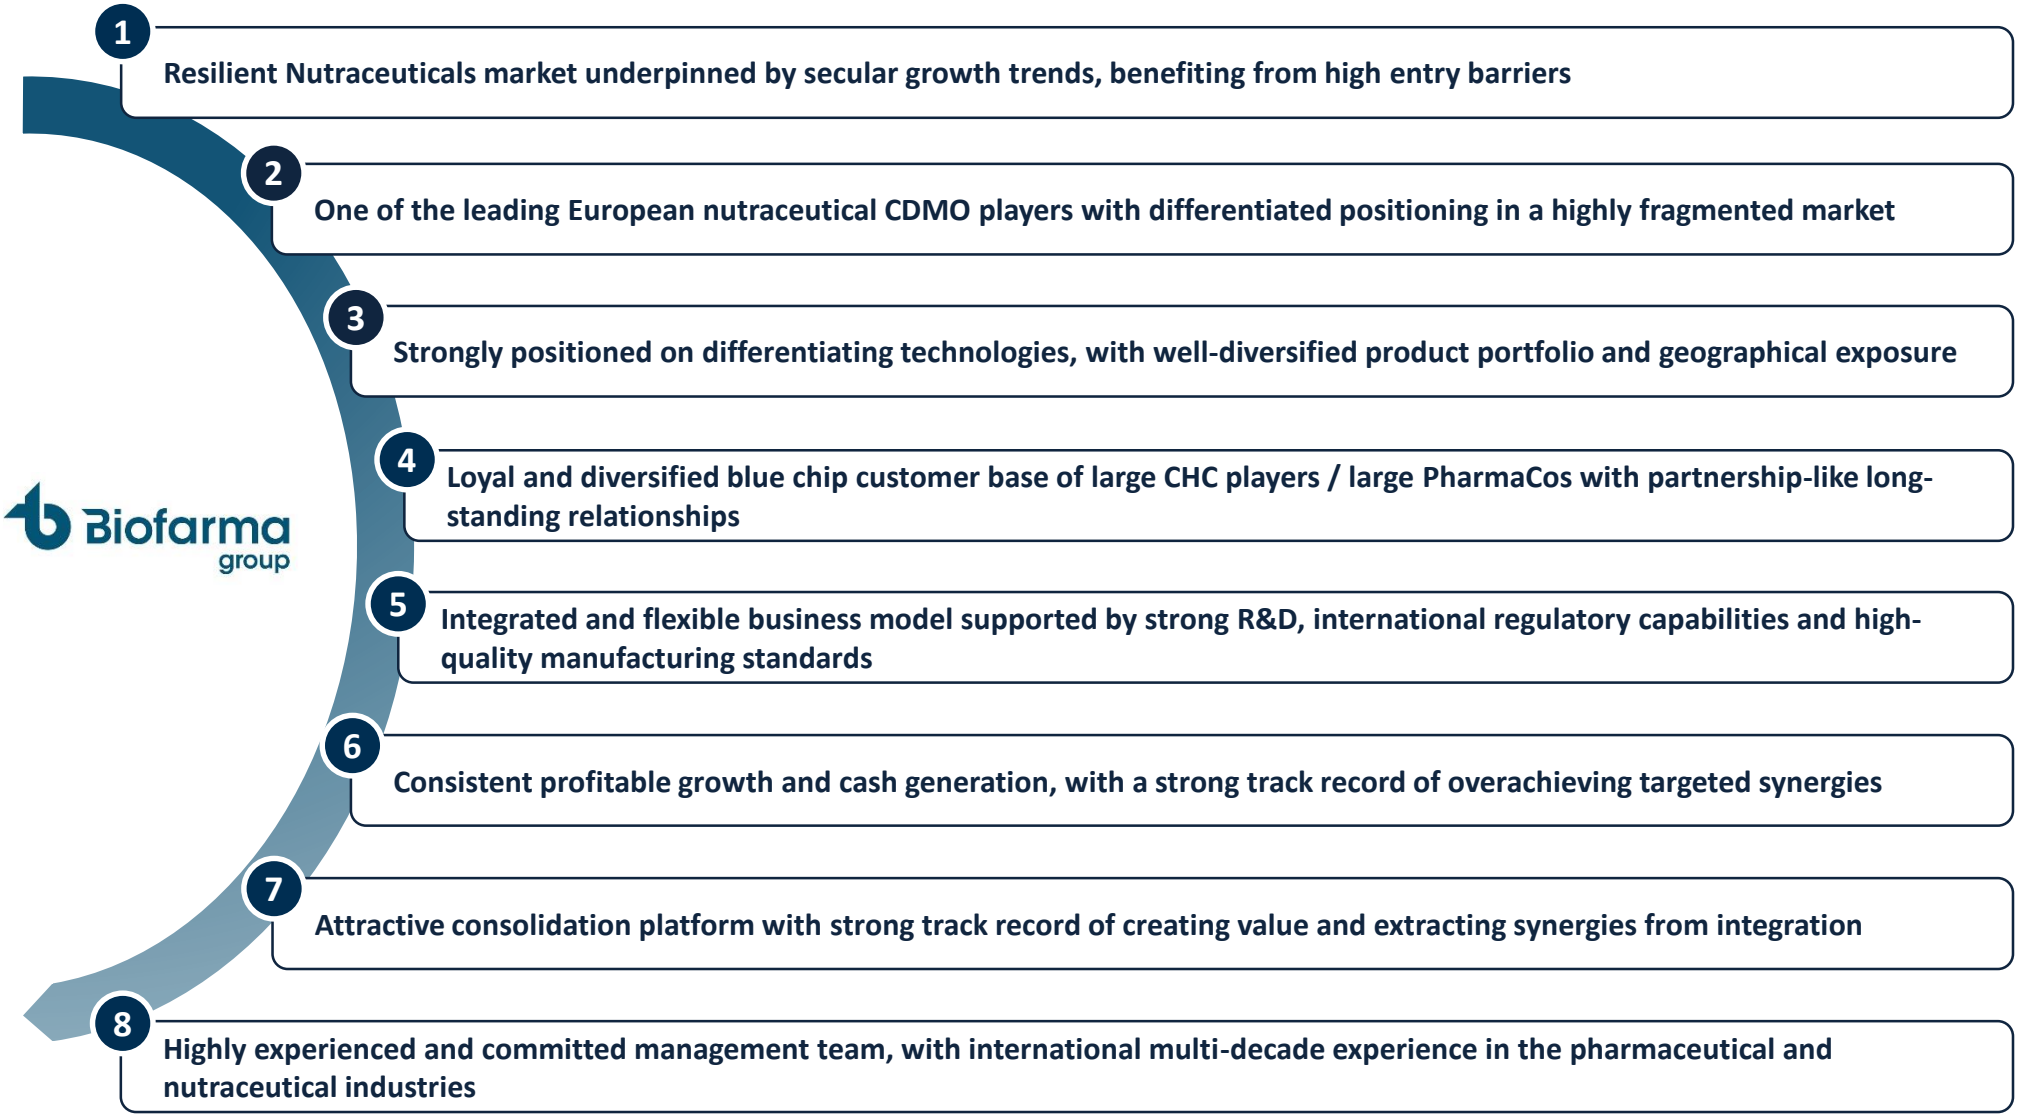 1
Resilient Nutraceuticals market underpinned by secular growth trends, benefiting from high entry barriers
2
One of the leading European nutraceutical CDMO players with differentiated positioning in a highly fragmented market
3
Strongly positioned on differentiating technologies, with well-diversified product portfolio and geographical exposure
4
Loyal and diversified blue chip customer base of large CHC players / large PharmaCos with partnership-like long-
standing relationships
Biofarma
group
5
Integrated and flexible business model supported by strong R&D, international regulatory capabilities and high-
quality manufacturing standards
6
Consistent profitable growth and cash generation, with a strong track record of overachieving targeted synergies
7
Attractive consolidation platform with strong track record of creating value and extracting synergies from integration
8
Highly experienced and committed management team, with international multi-decade experience in the pharmaceutical and
nutraceutical industries